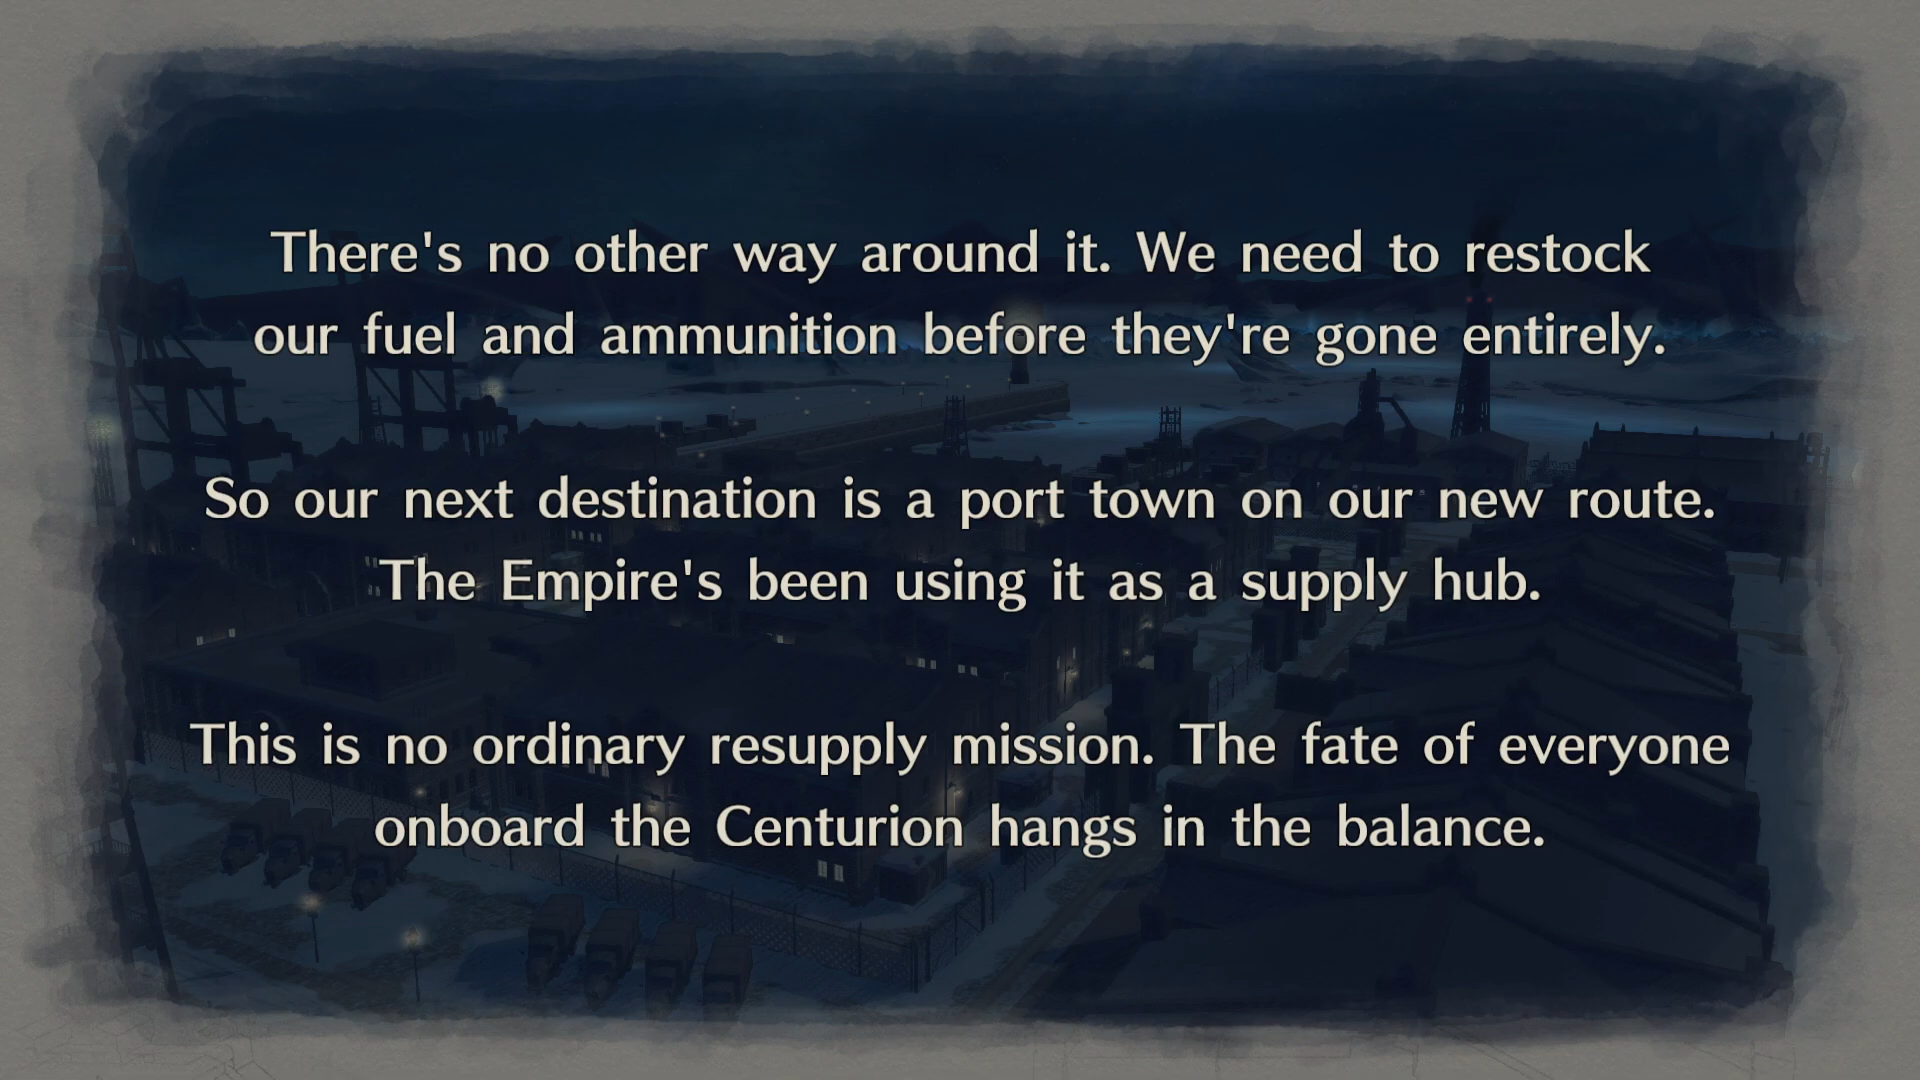 There's no other way around it. We need to restock
our fuel and ammunition before they're gone entirely.
So our next destination is a port town on our new route.
The Empire's been using it as a supply hub.
This is no ordinary resupply mission. The fate of everyone
onboard the Centurion hangs in the balance.